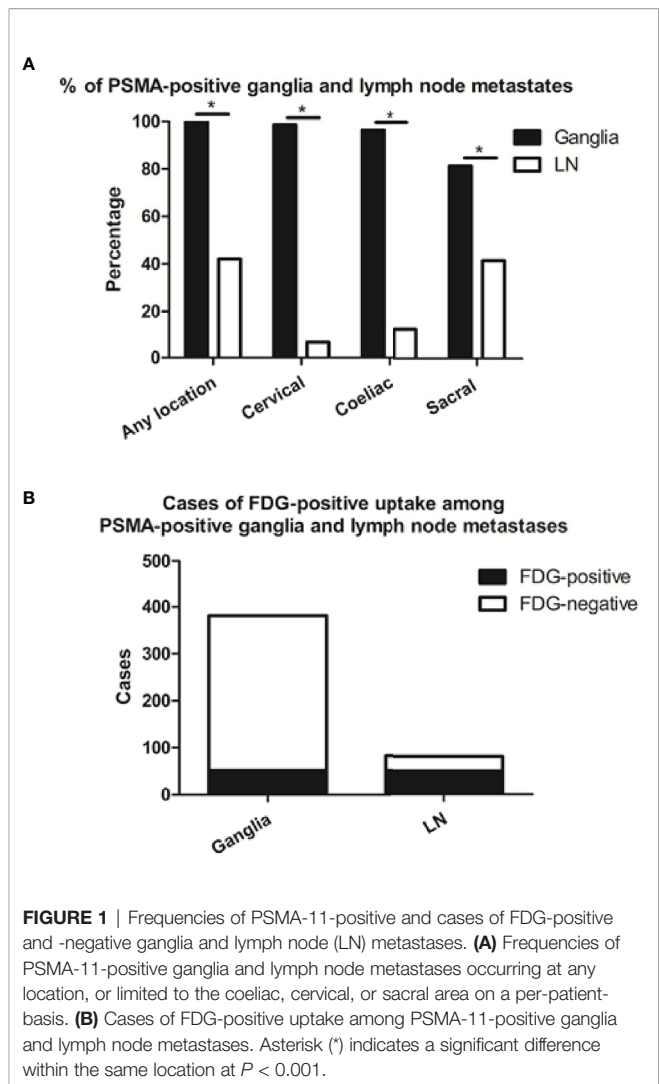 A
% of PSMA-positive ganglia and lymph node metastates
* * * *
100
80
60
40
20
0
Percentage
Ganglia
LN
Any location
Cervical
Coeliac
Sacral
B
Cases of FDG-positive uptake among
PSMA-positive ganglia and lymph node metastases
500
400
300
200
100
0
Cases
FDG-positive
FDG-negative
Ganglia
LN
FIGURE 1 | Frequencies of PSMA-11-positive and cases of FDG-positive
and -negative ganglia and lymph node (LN) metastases. (A) Frequencies of
PSMA-11-positive ganglia and lymph node metastases occurring at any
location, or limited to the coeliac, cervical, or sacral area on a per-patient-
basis. (B) Cases of FDG-positive uptake among PSMA-11-positive ganglia
and lymph node metastases. Asterisk (*) indicates a significant difference
within the same location at P < 0.001.